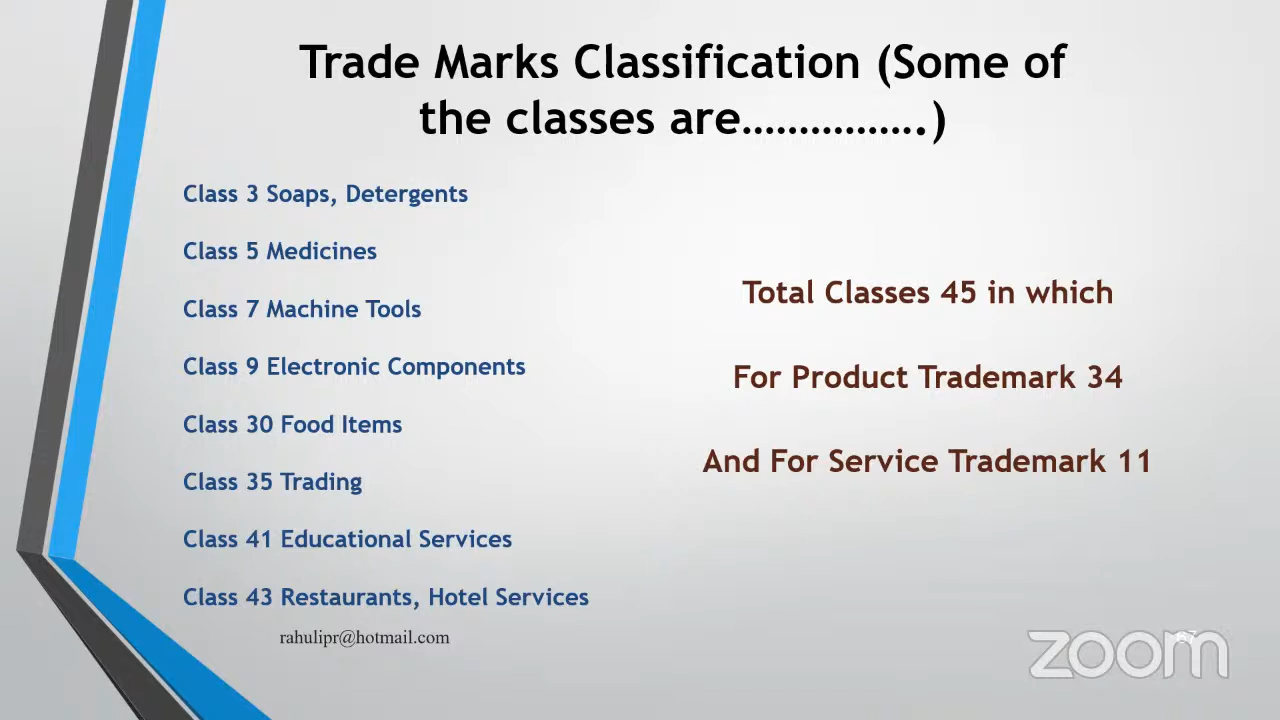 Trade Marks Classification (Some of
the classes are…………….)
Class 3 Soaps, Detergents
Class 5 Medicines
Class 7 Machine Tools
Class 9 Electronic Components
Class 30 Food Items
Class 35 Trading
Class 41 Educational Services
Class 43 Restaurants, Hotel Services
Total Classes 45 in which
For Product Trademark 34
And For Service Trademark 11
rahulipr@hotmail.com
67
zoom